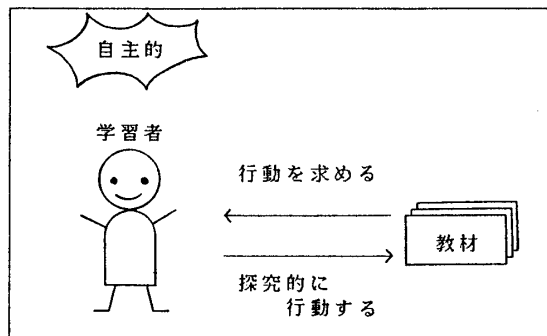 自主的
学習者
行動を求める
教材
探究的に
行動する